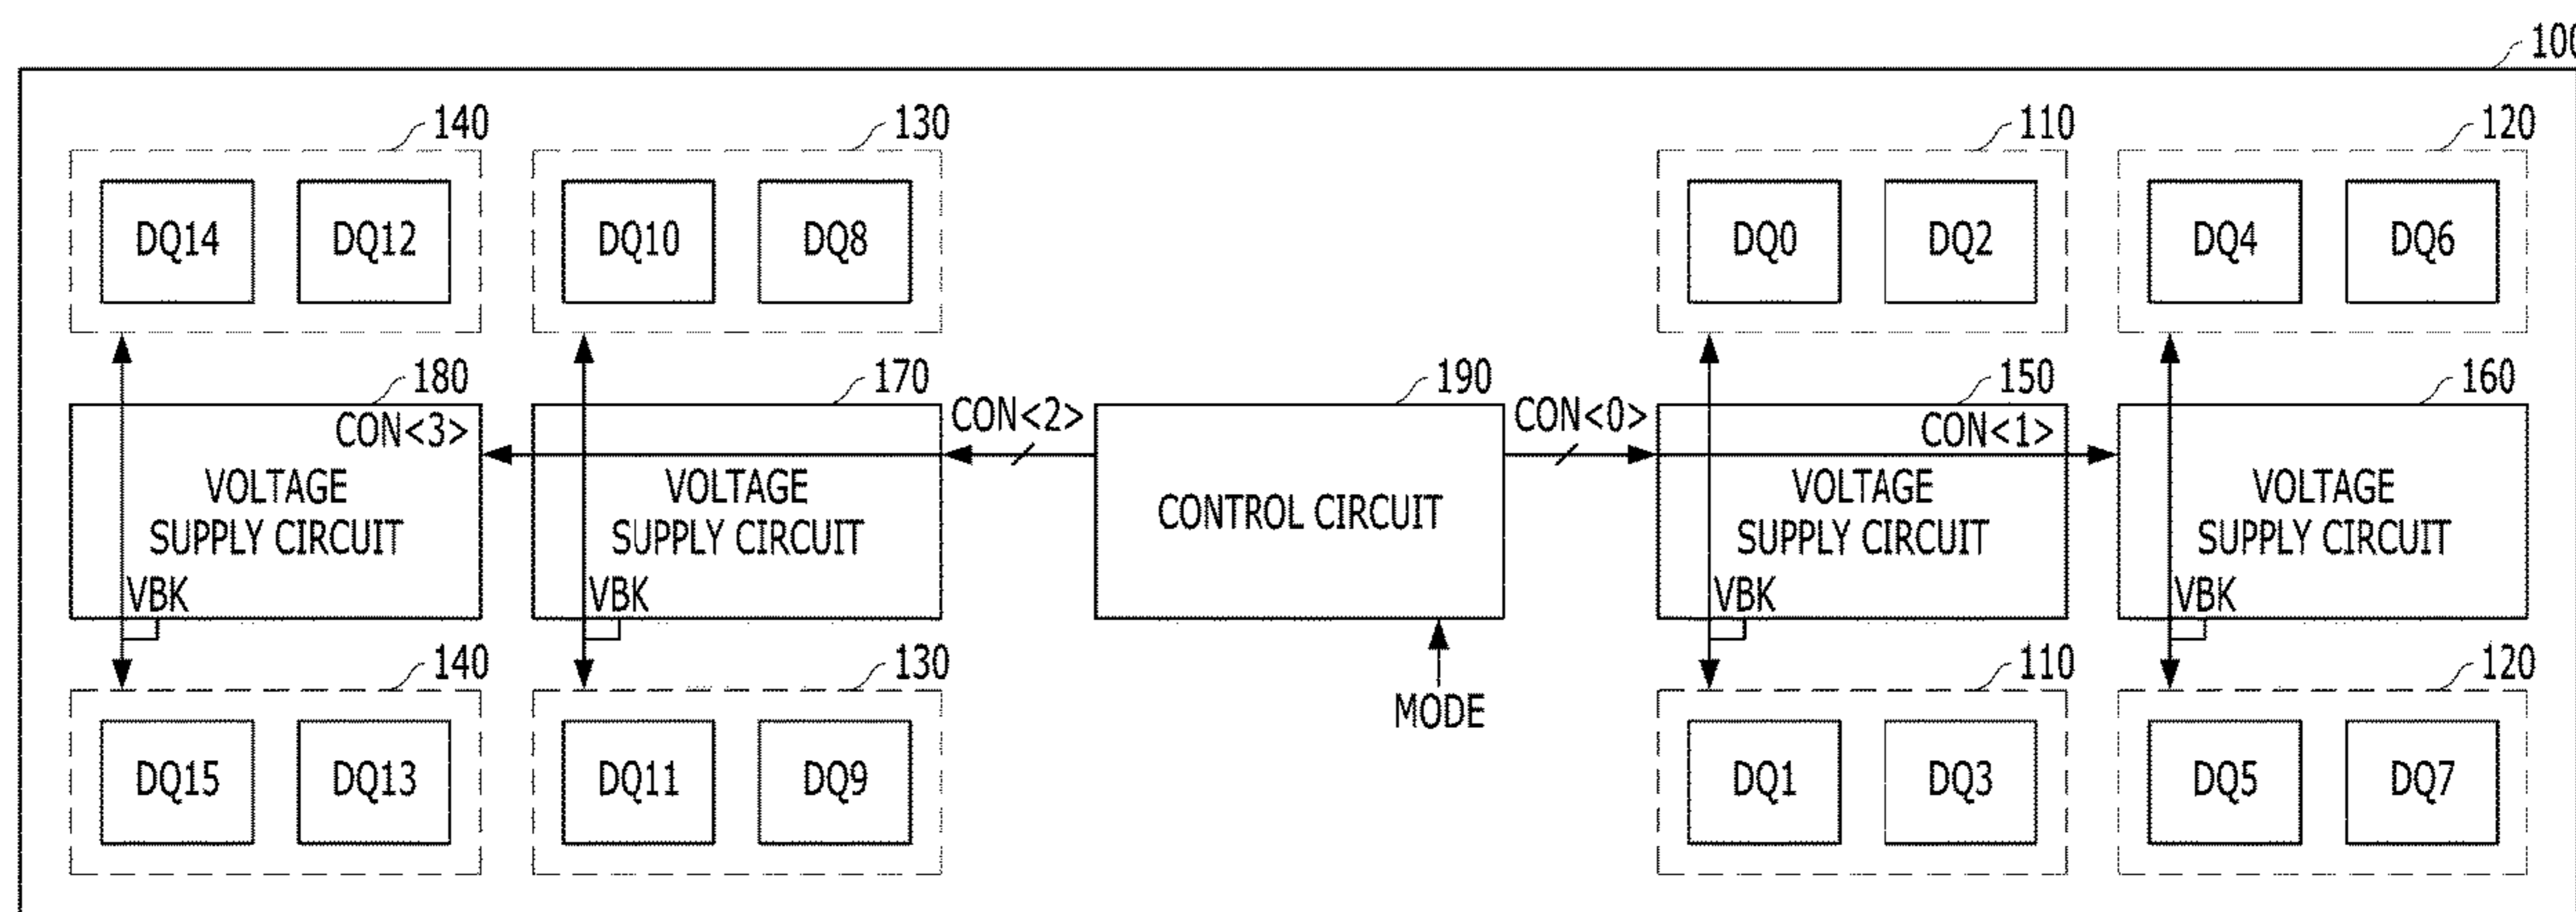 100
140 130 110 120
DQ14 DQ12 DQ10 DQ8 DQ0 DQ2 DQ4 DQ6
180 170 190 150 160
CON<3> CON<2> CON<0> CON<1>
VOLTAGE VOLTAGE VOLTAGE VOLTAGE
SUPPLY CIRCUIT SUPPLY CIRCUIT CONTROL CIRCUIT SUPPLY CIRCUIT SUPPLY CIRCUIT
VBK VBK VBK VBK
140 130 110 120
MODE
DQ15 DQ13 DQ11 DQ9 DQ1 DQ3 DQ5 DQ7